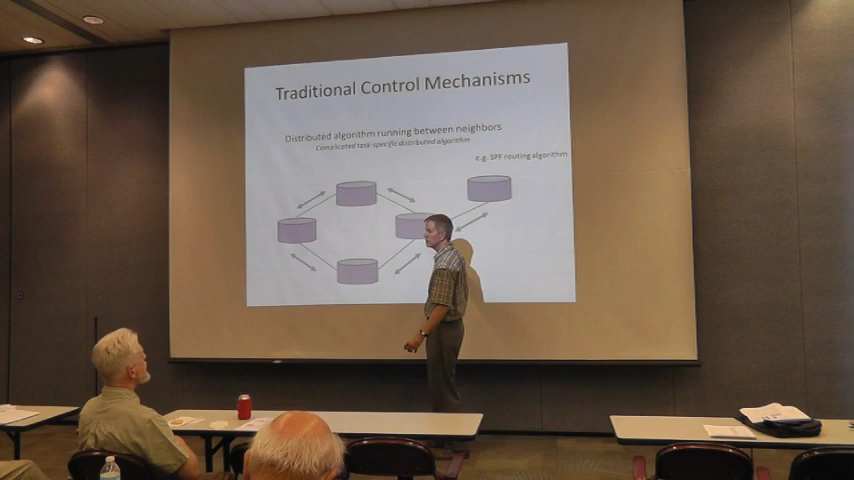 Traditional Control Mechanisms
Distributed algorithm running between neighbors
Complicated task-specific distributed algorithm
e.g. SPF routing algorithm